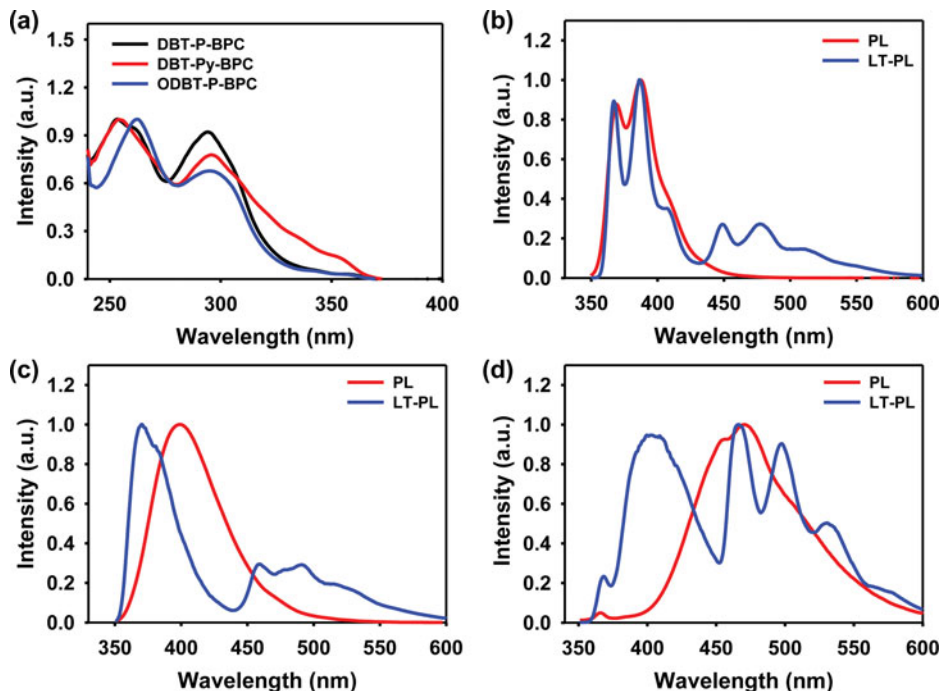 (a)
DBT-P-BPC
DBT-Py-BPC
ODBT-P-BPC
Intensity (a.u.)
1.5
1.2
0.9
0.6
0.3
0.0
250 300 350 400
Wavelength (nm)
(b)
PL
LT-PL
Intensity (a.u.)
1.2
1.0
0.8
0.6
0.4
0.2
0.0
350 400 450 500 550 600
Wavelength (nm)
(c)
PL
LT-PL
Intensity (a.u.)
1.2
1.0
0.8
0.6
0.4
0.2
0.0
350 400 450 500 550 600
Wavelength (nm)
(d)
PL
LT-PL
Intensity (a.u.)
1.2
1.0
0.8
0.6
0.4
0.2
0.0
350 400 450 500 550 600
Wavelength (nm)